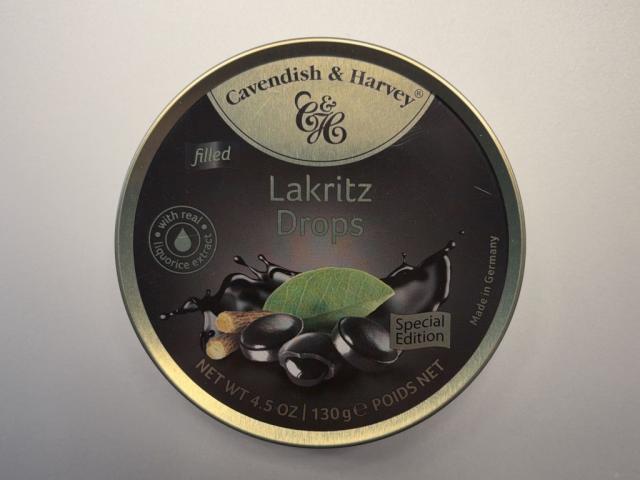 Cavendish & Harvey®
C&H
filled
Lakritz
Drops
with real
liquorice extract
Made in Germany
Special
Edition
NET WT 4.5 OZ | 130 g ℮ POIDS NET